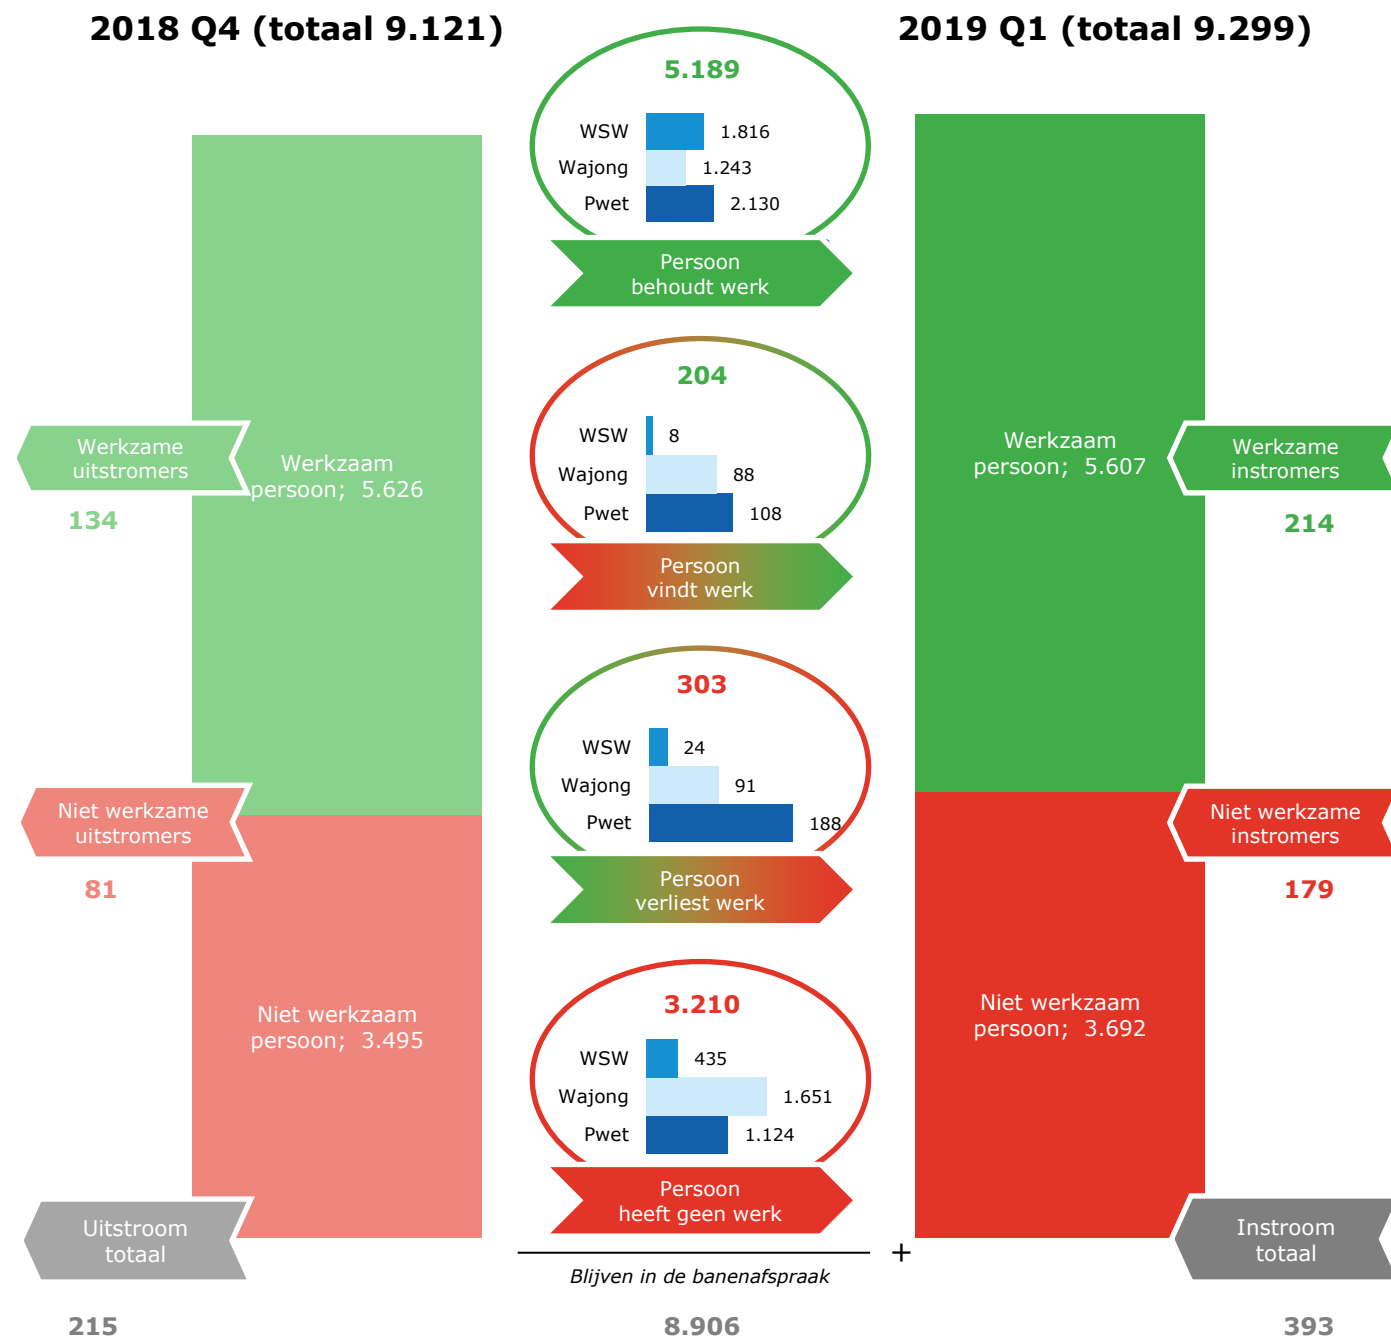 2018 Q4 (totaal 9.121)
2019 Q1 (totaal 9.299)
5.189
WSW 1.816
Wajong 1.243
Pwet 2.130
Persoon
behoudt werk
204
WSW 8
Wajong 88
Pwet 108
Persoon
vindt werk
303
WSW 24
Wajong 91
Pwet 188
Persoon
verliest werk
3.210
WSW 435
Wajong 1.651
Pwet 1.124
Persoon
heeft geen werk
Werkzame
uitstromers
134
Werkzaam
persoon; 5.626
Niet werkzame
uitstromers
81
Niet werkzaam
persoon; 3.495
Uitstroom
totaal
215
Werkzaam
persoon; 5.607
Werkzame
instromers
214
Niet werkzame
instromers
179
Niet werkzaam
persoon; 3.692
Instroom
totaal
393
+
Blijven in de banenafspraak
8.906